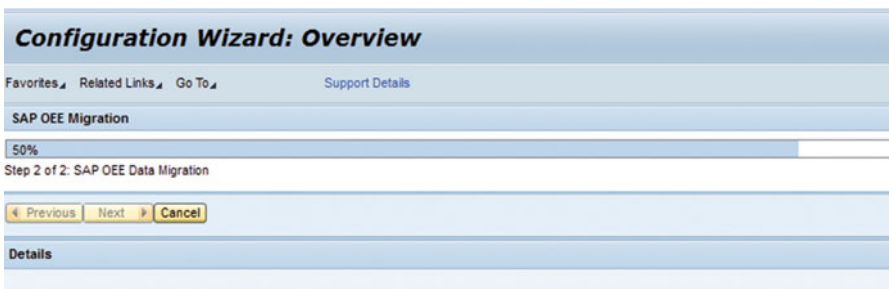 Configuration Wizard: Overview
Favorites Related Links Go To Support Details
SAP OEE Migration
50%
Step 2 of 2: SAP OEE Data Migration
Previous Next Cancel
Details